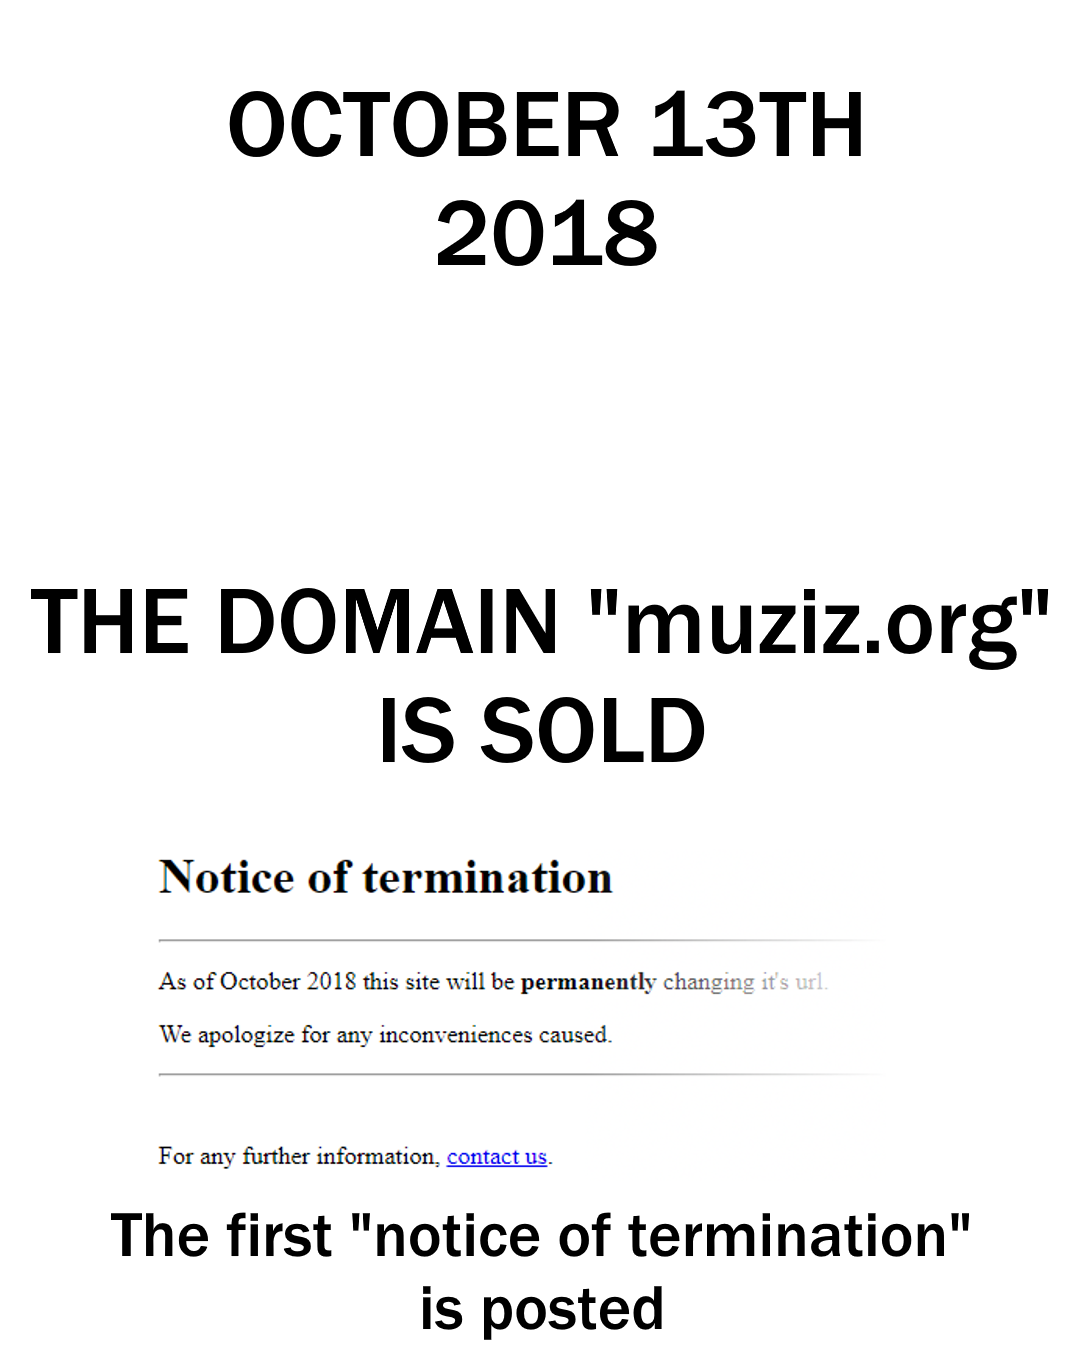 OCTOBER 13TH
2018
THE DOMAIN "muziz.org"
IS SOLD
Notice of termination
As of October 2018 this site will be permanently changing it's url.
We apologize for any inconveniences caused.
For any further information, contact us.
The first "notice of termination"
is posted